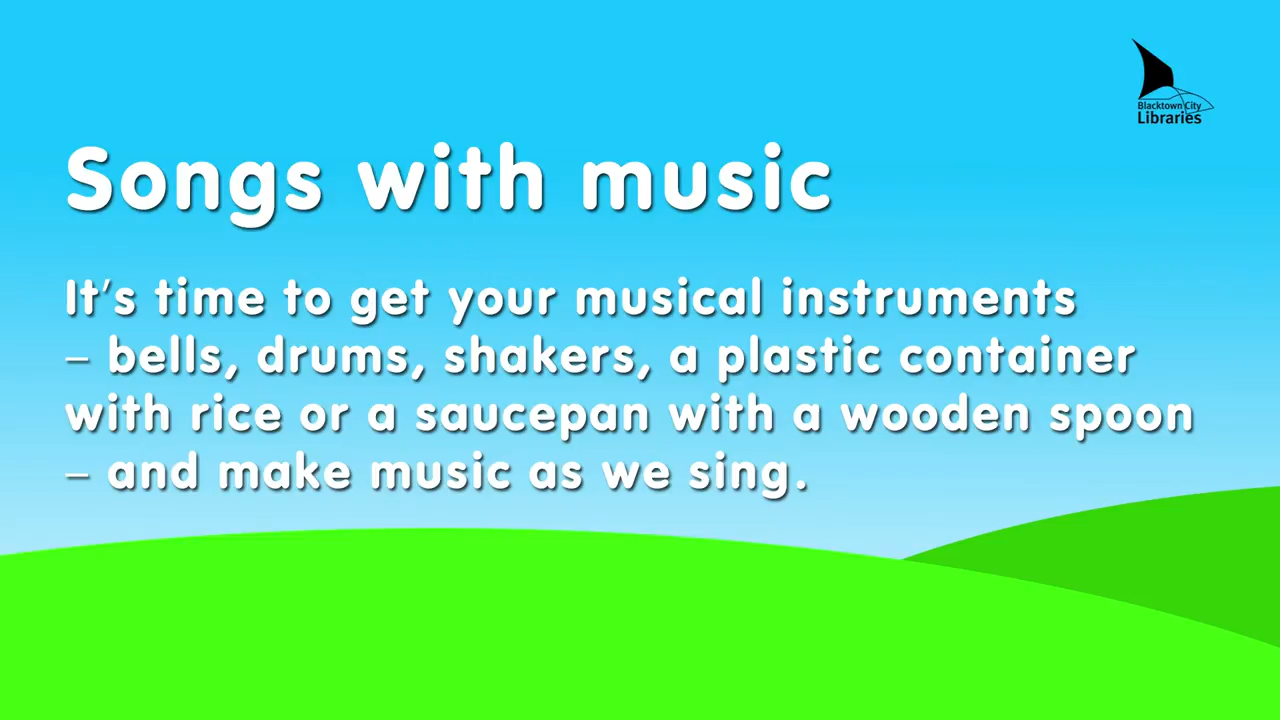 Blacktown City
Libraries
Songs with music
It's time to get your musical instruments
– bells, drums, shakers, a plastic container
with rice or a saucepan with a wooden spoon
– and make music as we sing.